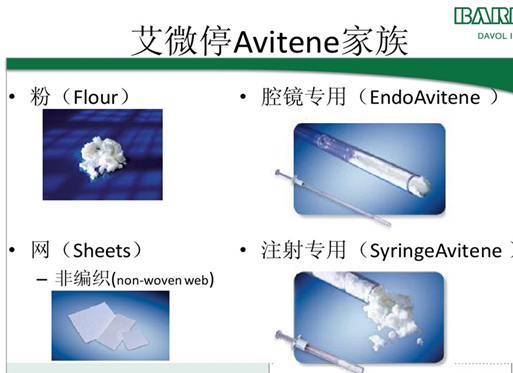 BARD
DAVOL I
艾微停Avitene家族
• 粉（Flour）
• 腔镜专用（EndoAvitene ）
• 网（Sheets）
– 非编织(non-woven web)
• 注射专用（SyringeAvitene ）